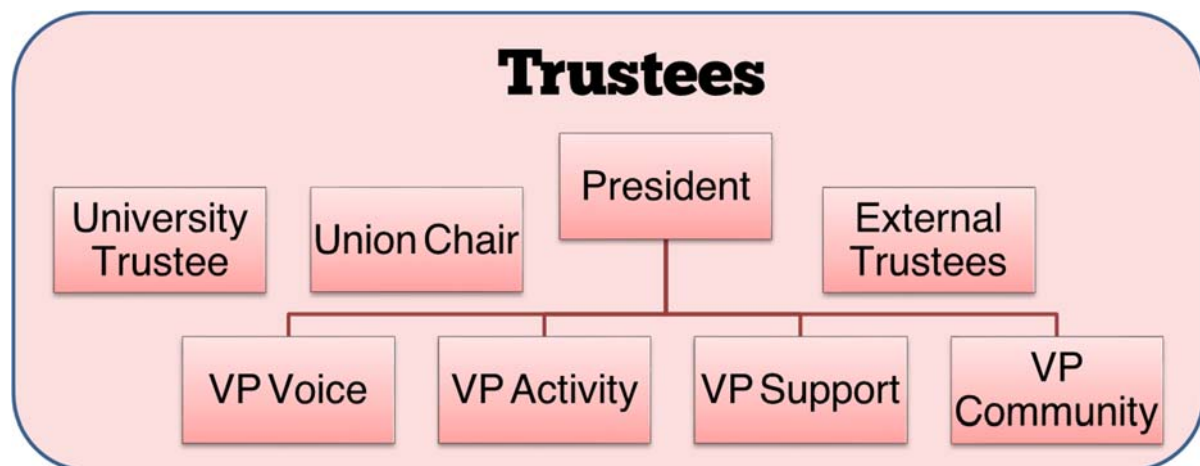 Trustees
President
University
Trustee
Union Chair
External
Trustees
VP Voice
VP Activity
VP Support
VP
Community